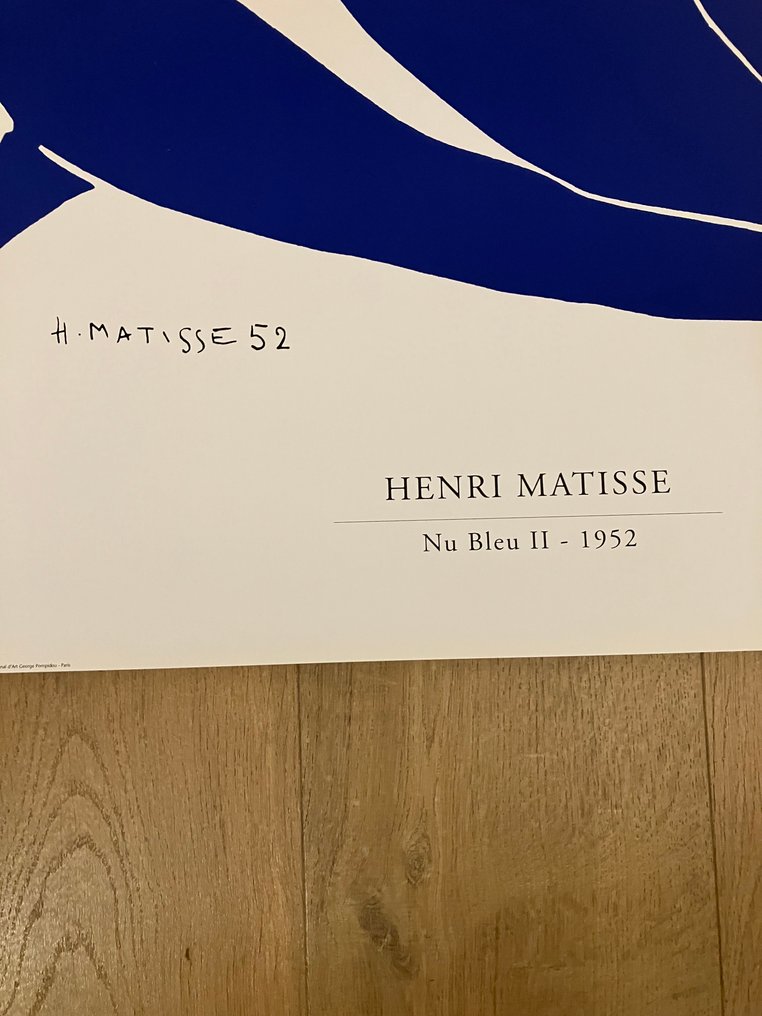 H. MATISSE 52
HENRI MATISSE
Nu Bleu II - 1952
d'Art George Pompidou - Paris